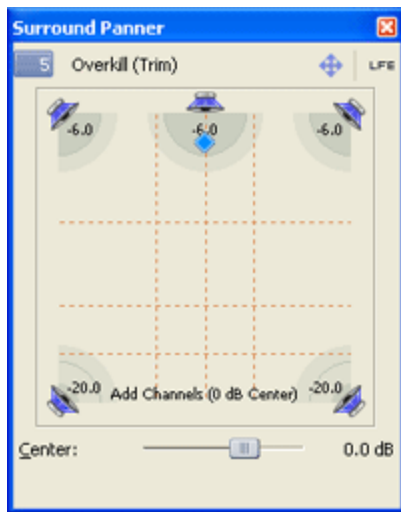 Surround Panner
5 Overkill (Trim) LFE
-6.0 -6.0 -6.0
-20.0 Add Channels (0 dB Center) -20.0
Center: 0.0 dB